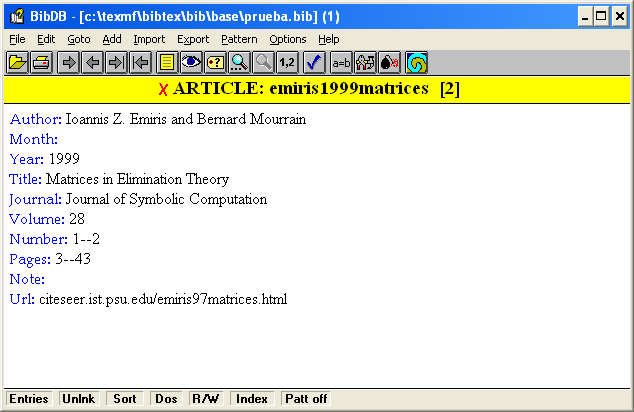 BibDB - [c:\texmf\bibtex\bib\base\prueba.bib] (1)
File Edit Goto Add Import Export Pattern Options Help
1,2 a=b
X ARTICLE: emiris1999matrices [2]
Author: Ioannis Z. Emiris and Bernard Mourrain
Month:
Year: 1999
Title: Matrices in Elimination Theory
Journal: Journal of Symbolic Computation
Volume: 28
Number: 1--2
Pages: 3--43
Note:
Url: citeseer.ist.psu.edu/emiris97matrices.html
Entries Unlnk Sort Dos R/W Index Patt off